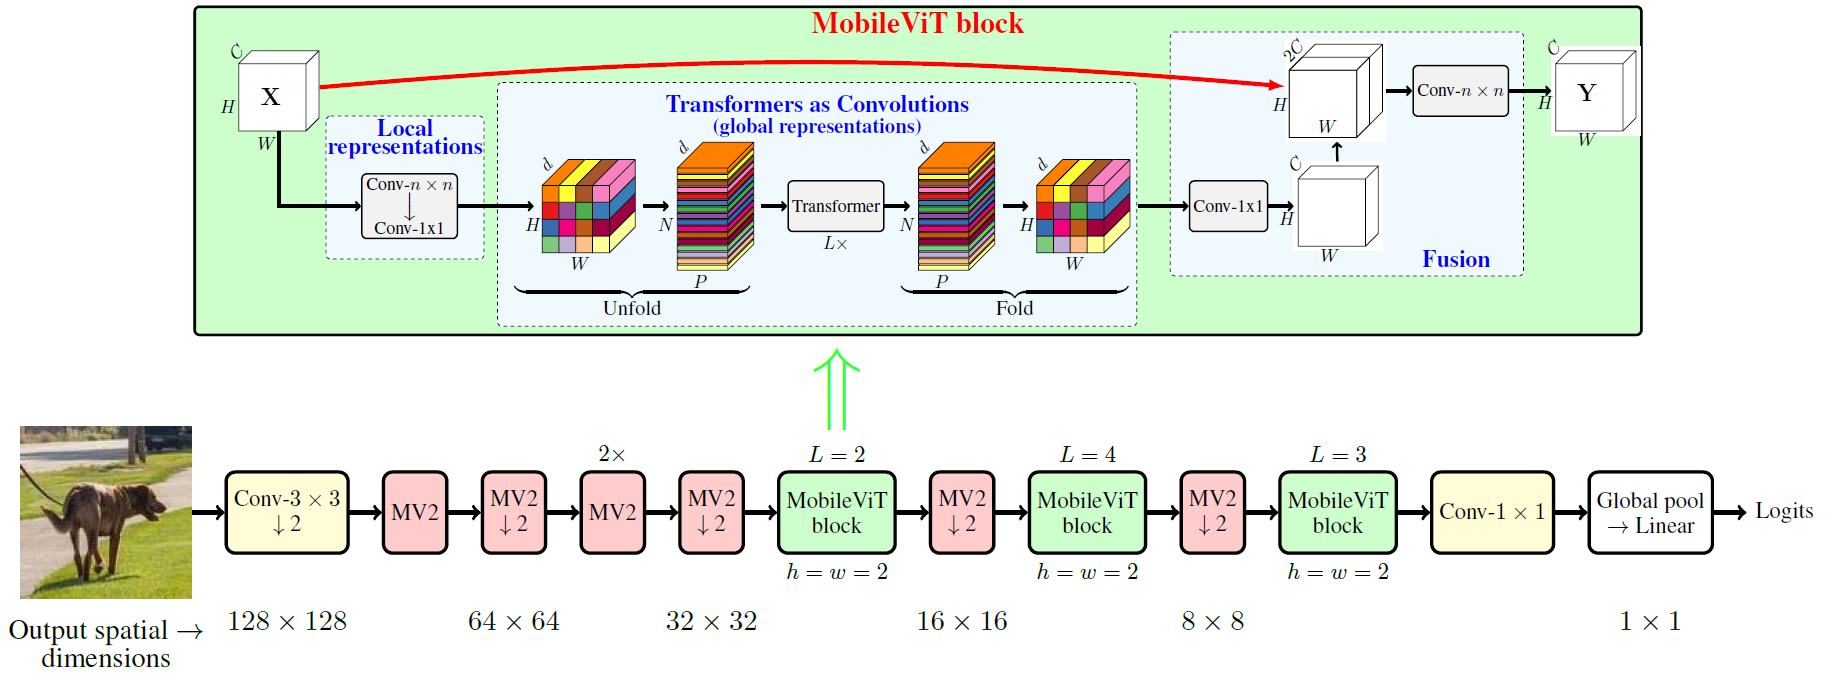 MobileViT block
C
X
H
W
Local
representations
Conv-n × n
↓
Conv-1x1
Transformers as Convolutions
(global representations)
d
H
W
d
N
P
Unfold
Transformer
L×
d
N
P
d
H
W
Fold
Conv-1x1
C
H
W
2C
H
W
Conv-n × n
Fusion
C
H
Y
W
Conv-3 × 3
↓ 2
MV2
MV2
↓ 2
2×
MV2
MV2
↓ 2
L = 2
MobileViT
block
h = w = 2
MV2
↓ 2
L = 4
MobileViT
block
h = w = 2
MV2
↓ 2
L = 3
MobileViT
block
h = w = 2
Conv-1 × 1
Global pool
→ Linear
Logits
Output spatial →
dimensions
128 × 128
64 × 64
32 × 32
16 × 16
8 × 8
1 × 1